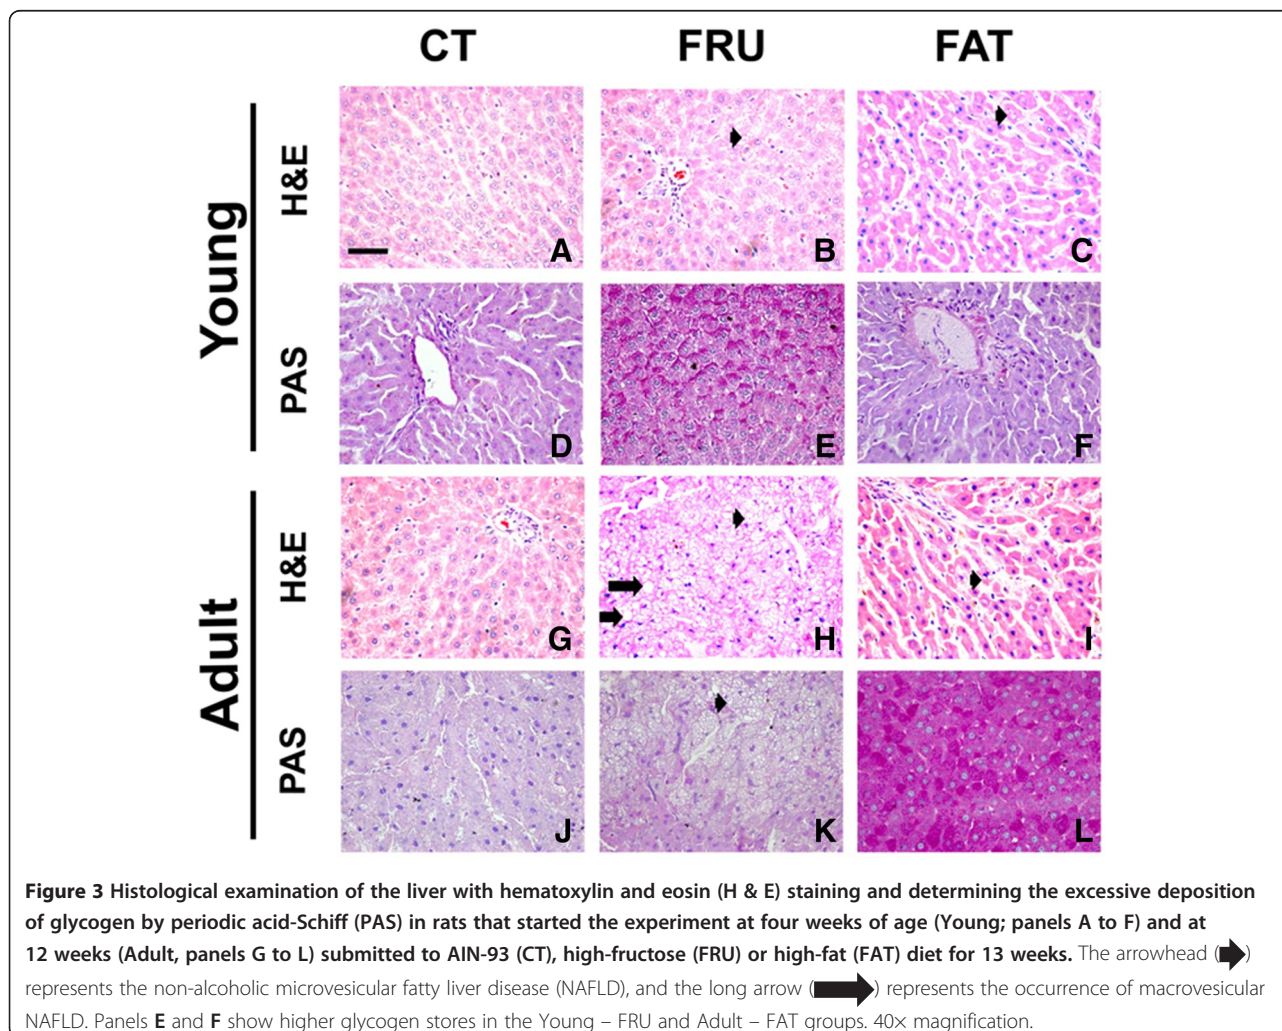 CT FRU FAT
Young
H&E
A B C
PAS
D E F
Adult
H&E
G H I
PAS
J K L
Figure 3 Histological examination of the liver with hematoxylin and eosin (H & E) staining and determining the excessive deposition
of glycogen by periodic acid-Schiff (PAS) in rats that started the experiment at four weeks of age (Young; panels A to F) and at
12 weeks (Adult, panels G to L) submitted to AIN-93 (CT), high-fructose (FRU) or high-fat (FAT) diet for 13 weeks. The arrowhead ( )
represents the non-alcoholic microvesicular fatty liver disease (NAFLD), and the long arrow ( ) represents the occurrence of macrovesicular
NAFLD. Panels E and F show higher glycogen stores in the Young – FRU and Adult – FAT groups. 40× magnification.